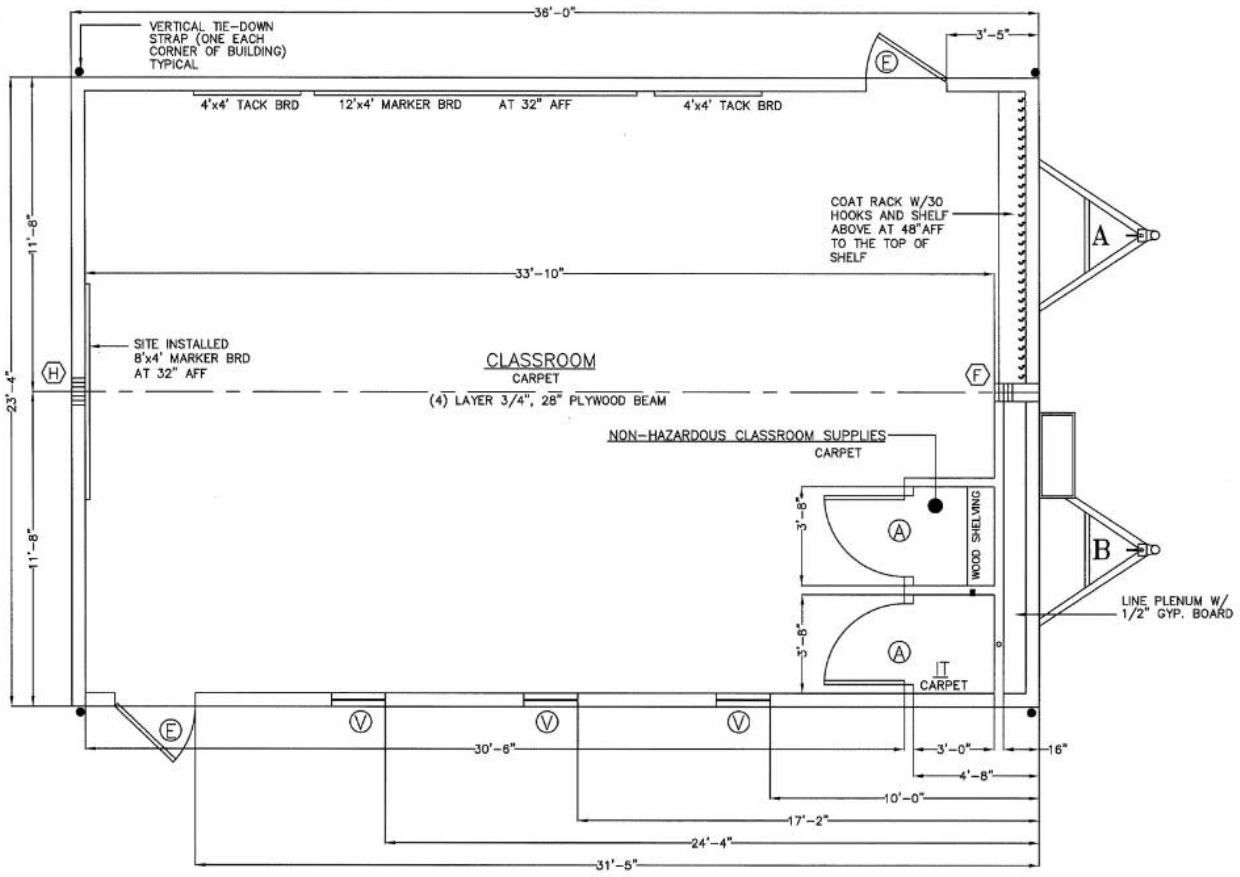 36'-0"
VERTICAL TIE-DOWN
STRAP (ONE EACH
CORNER OF BUILDING)
TYPICAL
3'-5"
E
4'x4' TACK BRD
12'x4' MARKER BRD
AT 32" AFF
4'x4' TACK BRD
11'-8"
COAT RACK W/30
HOOKS AND SHELF
ABOVE AT 48"AFF
TO THE TOP OF
SHELF
A
33'-10"
SITE INSTALLED
8'x4' MARKER BRD
AT 32" AFF
H
CLASSROOM
CARPET
F
23'-4"
(4) LAYER 3/4", 28" PLYWOOD BEAM
NON-HAZARDOUS CLASSROOM SUPPLIES
CARPET
3'-8"
A
WOOD SHELVING
11'-8"
B
LINE PLENUM W/
1/2" GYP. BOARD
3'-8"
A
IT
CARPET
E
V
V
V
30'-6"
3'-0"
16"
4'-8"
10'-0"
17'-2"
24'-4"
31'-5"